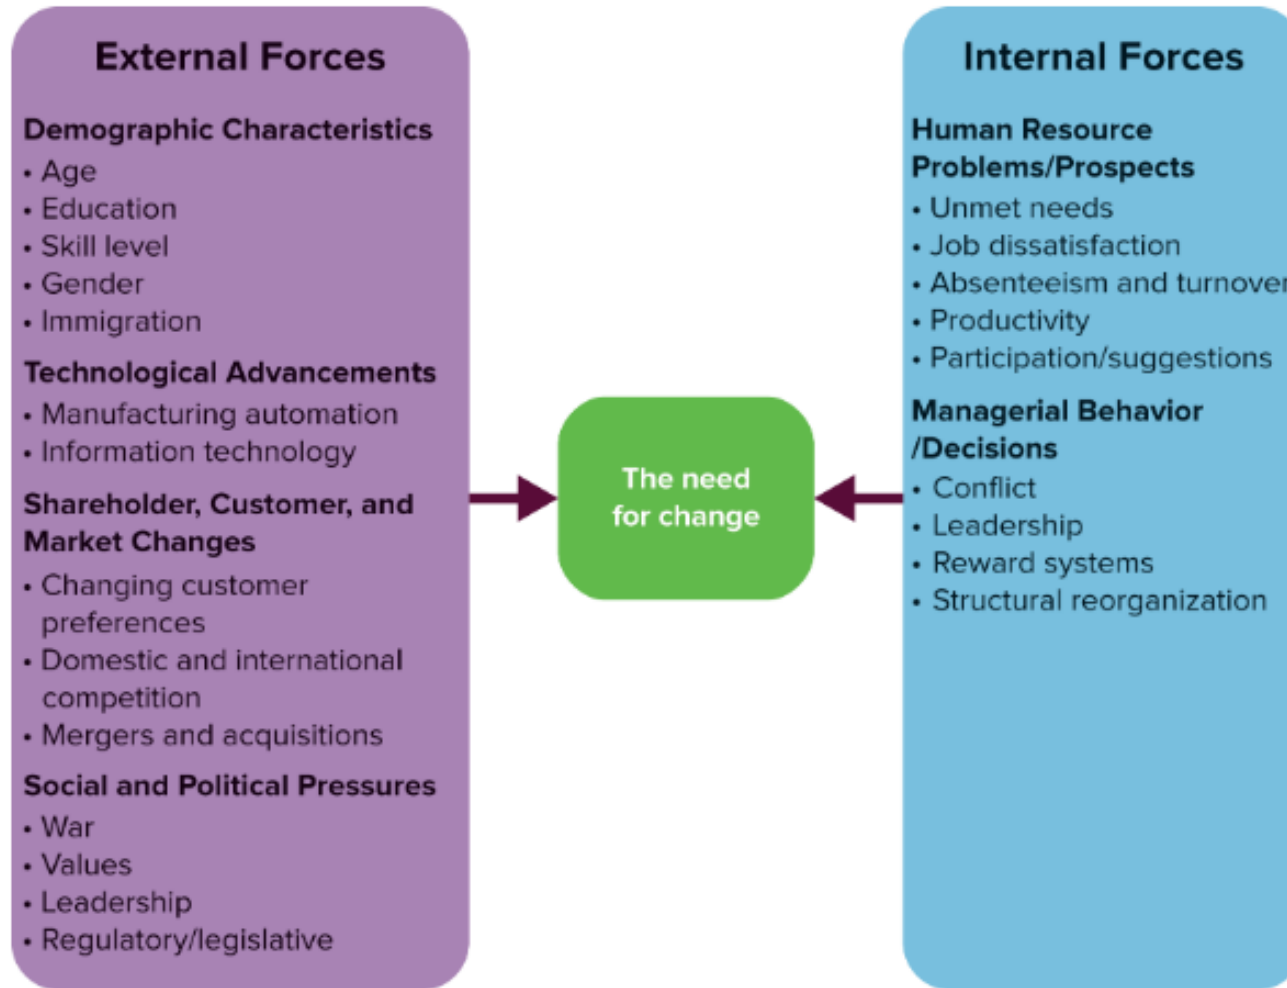 External Forces
Demographic Characteristics
• Age
• Education
• Skill level
• Gender
• Immigration
Technological Advancements
• Manufacturing automation
• Information technology
Shareholder, Customer, and
Market Changes
• Changing customer
preferences
• Domestic and international
competition
• Mergers and acquisitions
Social and Political Pressures
• War
• Values
• Leadership
• Regulatory/legislative
The need
for change
Internal Forces
Human Resource
Problems/Prospects
• Unmet needs
• Job dissatisfaction
• Absenteeism and turnover
• Productivity
• Participation/suggestions
Managerial Behavior
/Decisions
• Conflict
• Leadership
• Reward systems
• Structural reorganization